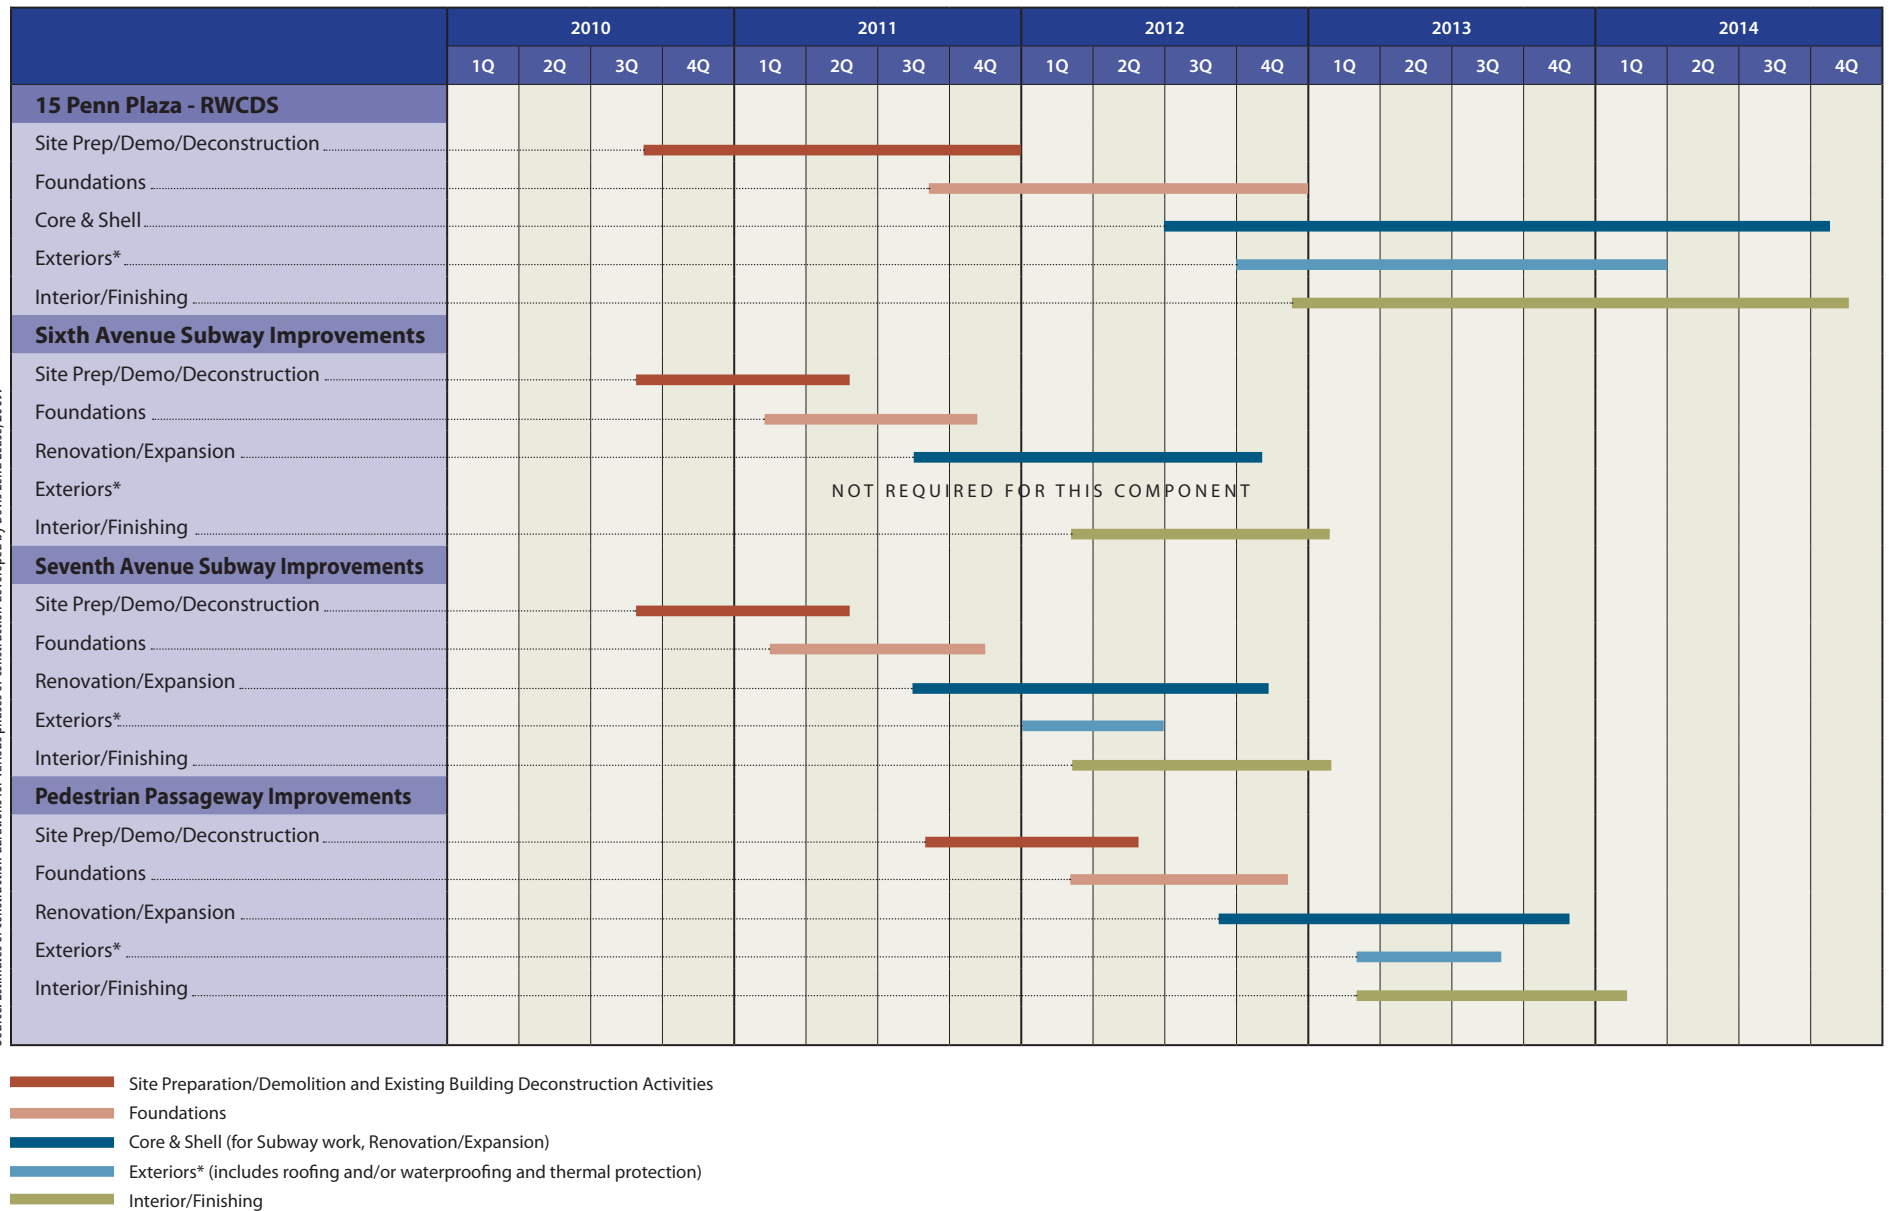 2010 2011 2012 2013 2014
1Q 2Q 3Q 4Q 1Q 2Q 3Q 4Q 1Q 2Q 3Q 4Q 1Q 2Q 3Q 4Q 1Q 2Q 3Q 4Q
15 Penn Plaza - RWCDS
Site Prep/Demo/Deconstruction
Foundations
Core & Shell
Exteriors*
Interior/Finishing
Sixth Avenue Subway Improvements
Site Prep/Demo/Deconstruction
Foundations
Renovation/Expansion
Exteriors* NOT REQUIRED FOR THIS COMPONENT
Interior/Finishing
Seventh Avenue Subway Improvements
Site Prep/Demo/Deconstruction
Foundations
Renovation/Expansion
Exteriors*
Interior/Finishing
Pedestrian Passageway Improvements
Site Prep/Demo/Deconstruction
Foundations
Renovation/Expansion
Exteriors*
Interior/Finishing
Site Preparation/Demolition and Existing Building Deconstruction Activities
Foundations
Core & Shell (for Subway work, Renovation/Expansion)
Exteriors* (includes roofing and/or waterproofing and thermal protection)
Interior/Finishing